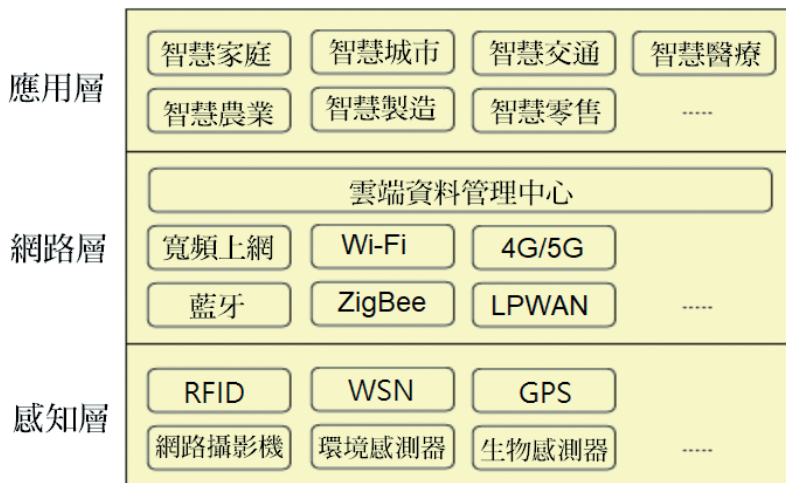 應用層
智慧家庭 智慧城市 智慧交通 智慧醫療
智慧農業 智慧製造 智慧零售 -----
網路層
雲端資料管理中心
寬頻上網 Wi-Fi 4G/5G
藍牙 ZigBee LPWAN -----
感知層
RFID WSN GPS
網路攝影機 環境感測器 生物感測器 -----